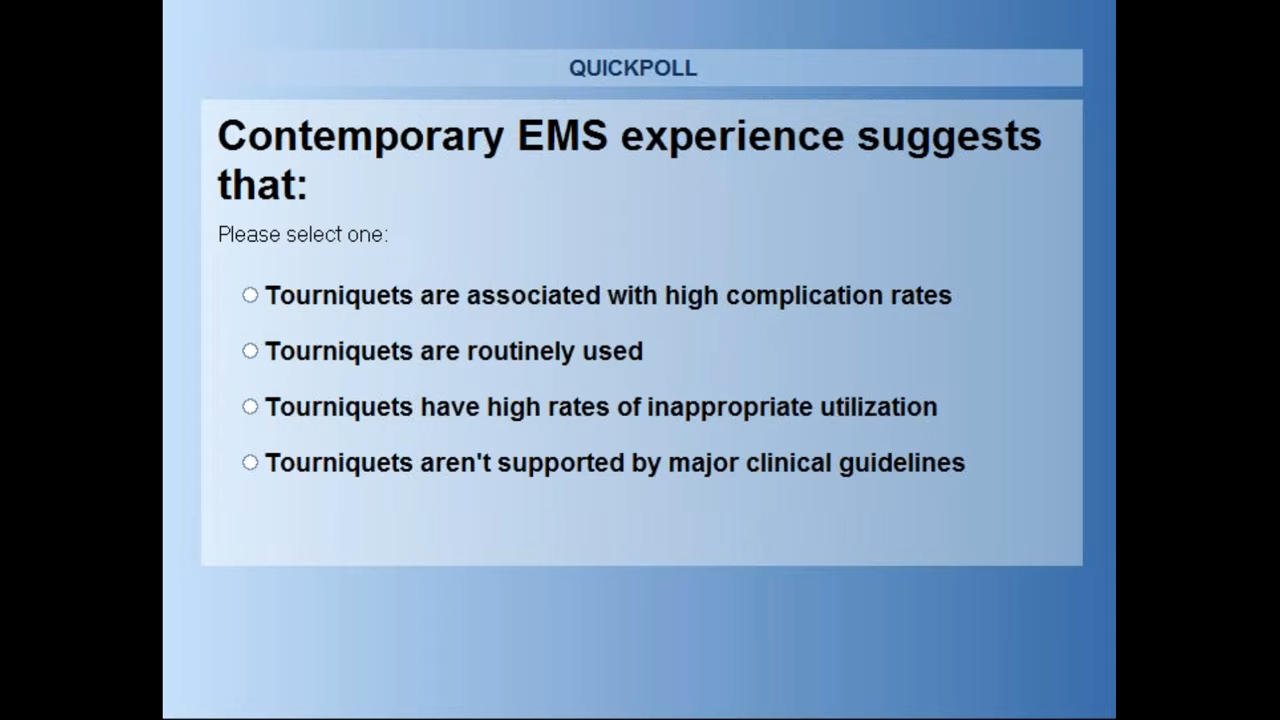 QUICKPOLL
Contemporary EMS experience suggests
that:
Please select one:
Tourniquets are associated with high complication rates
Tourniquets are routinely used
Tourniquets have high rates of inappropriate utilization
Tourniquets aren't supported by major clinical guidelines